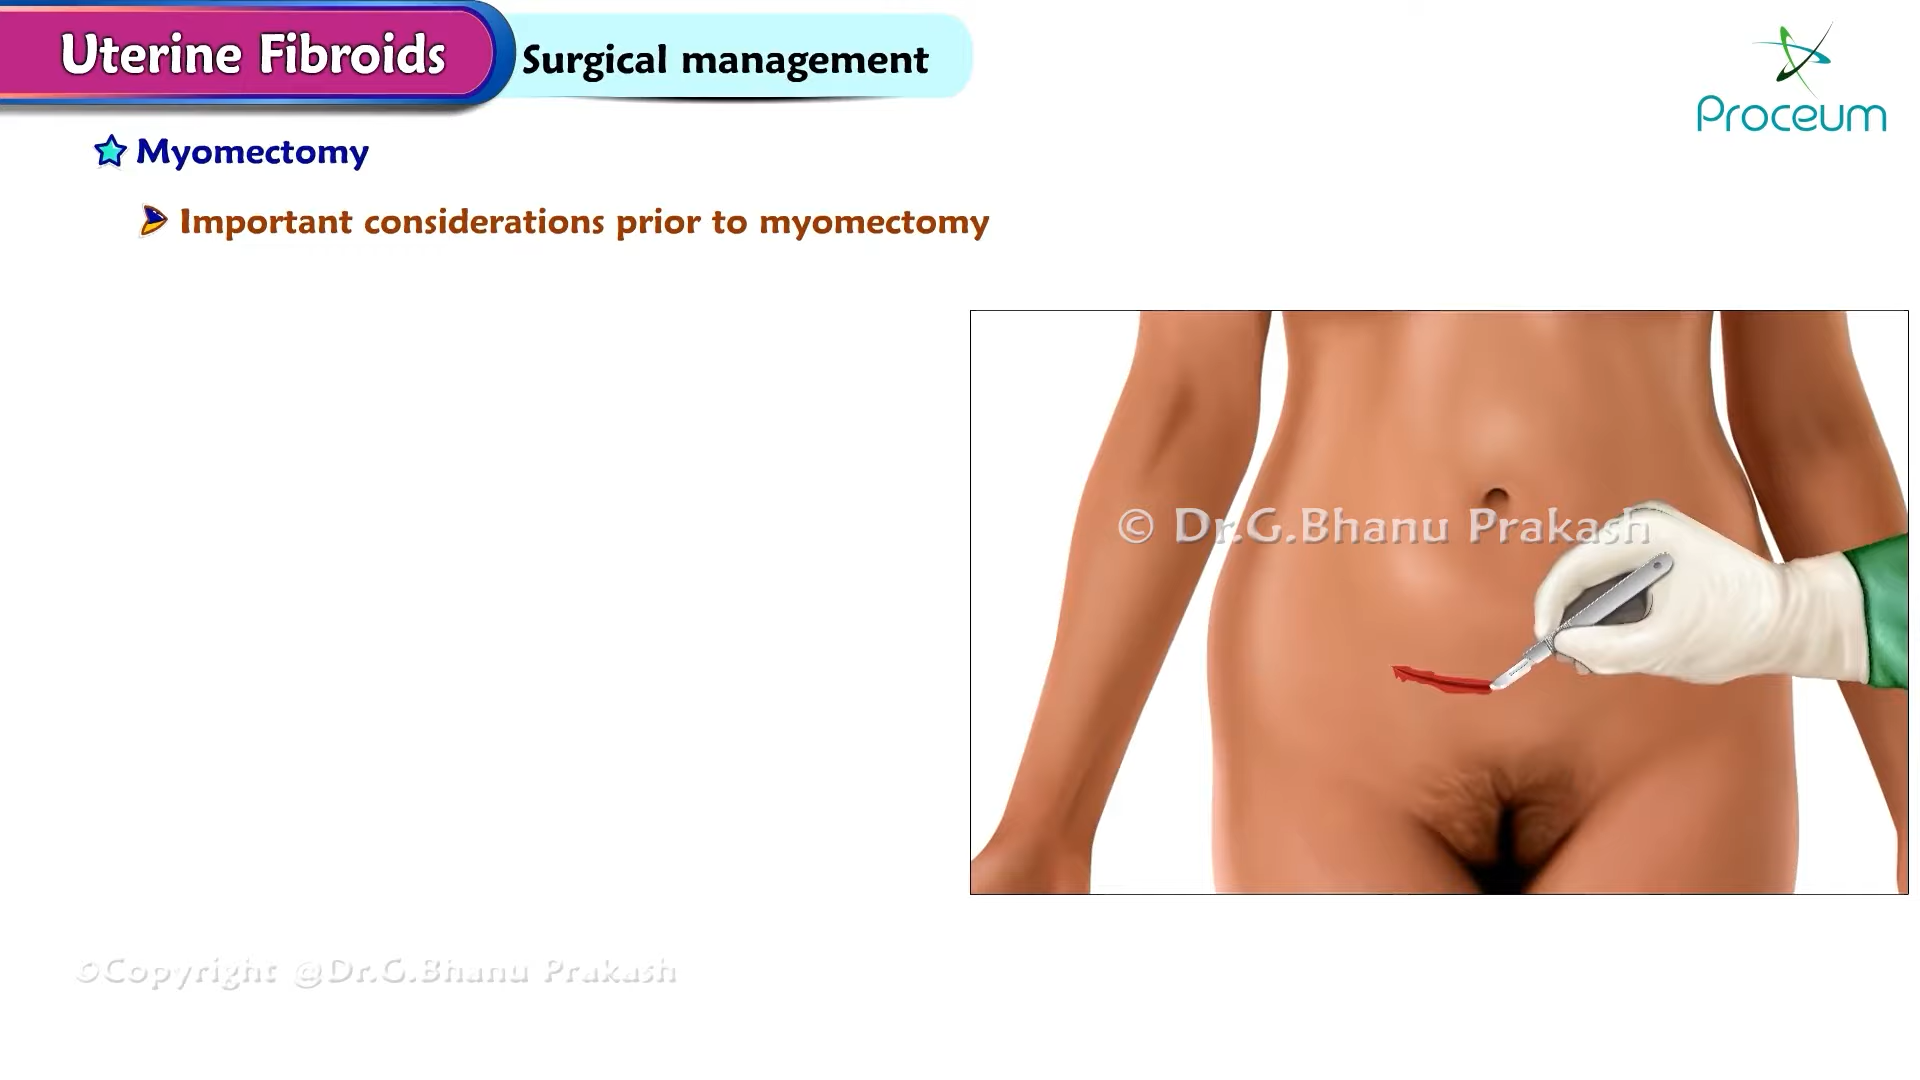 Uterine Fibroids
Surgical management
Proceum
Myomectomy
Important considerations prior to myomectomy
© Dr.G.Bhanu Prakash
©Copyright @Dr.G.Bhanu Prakash